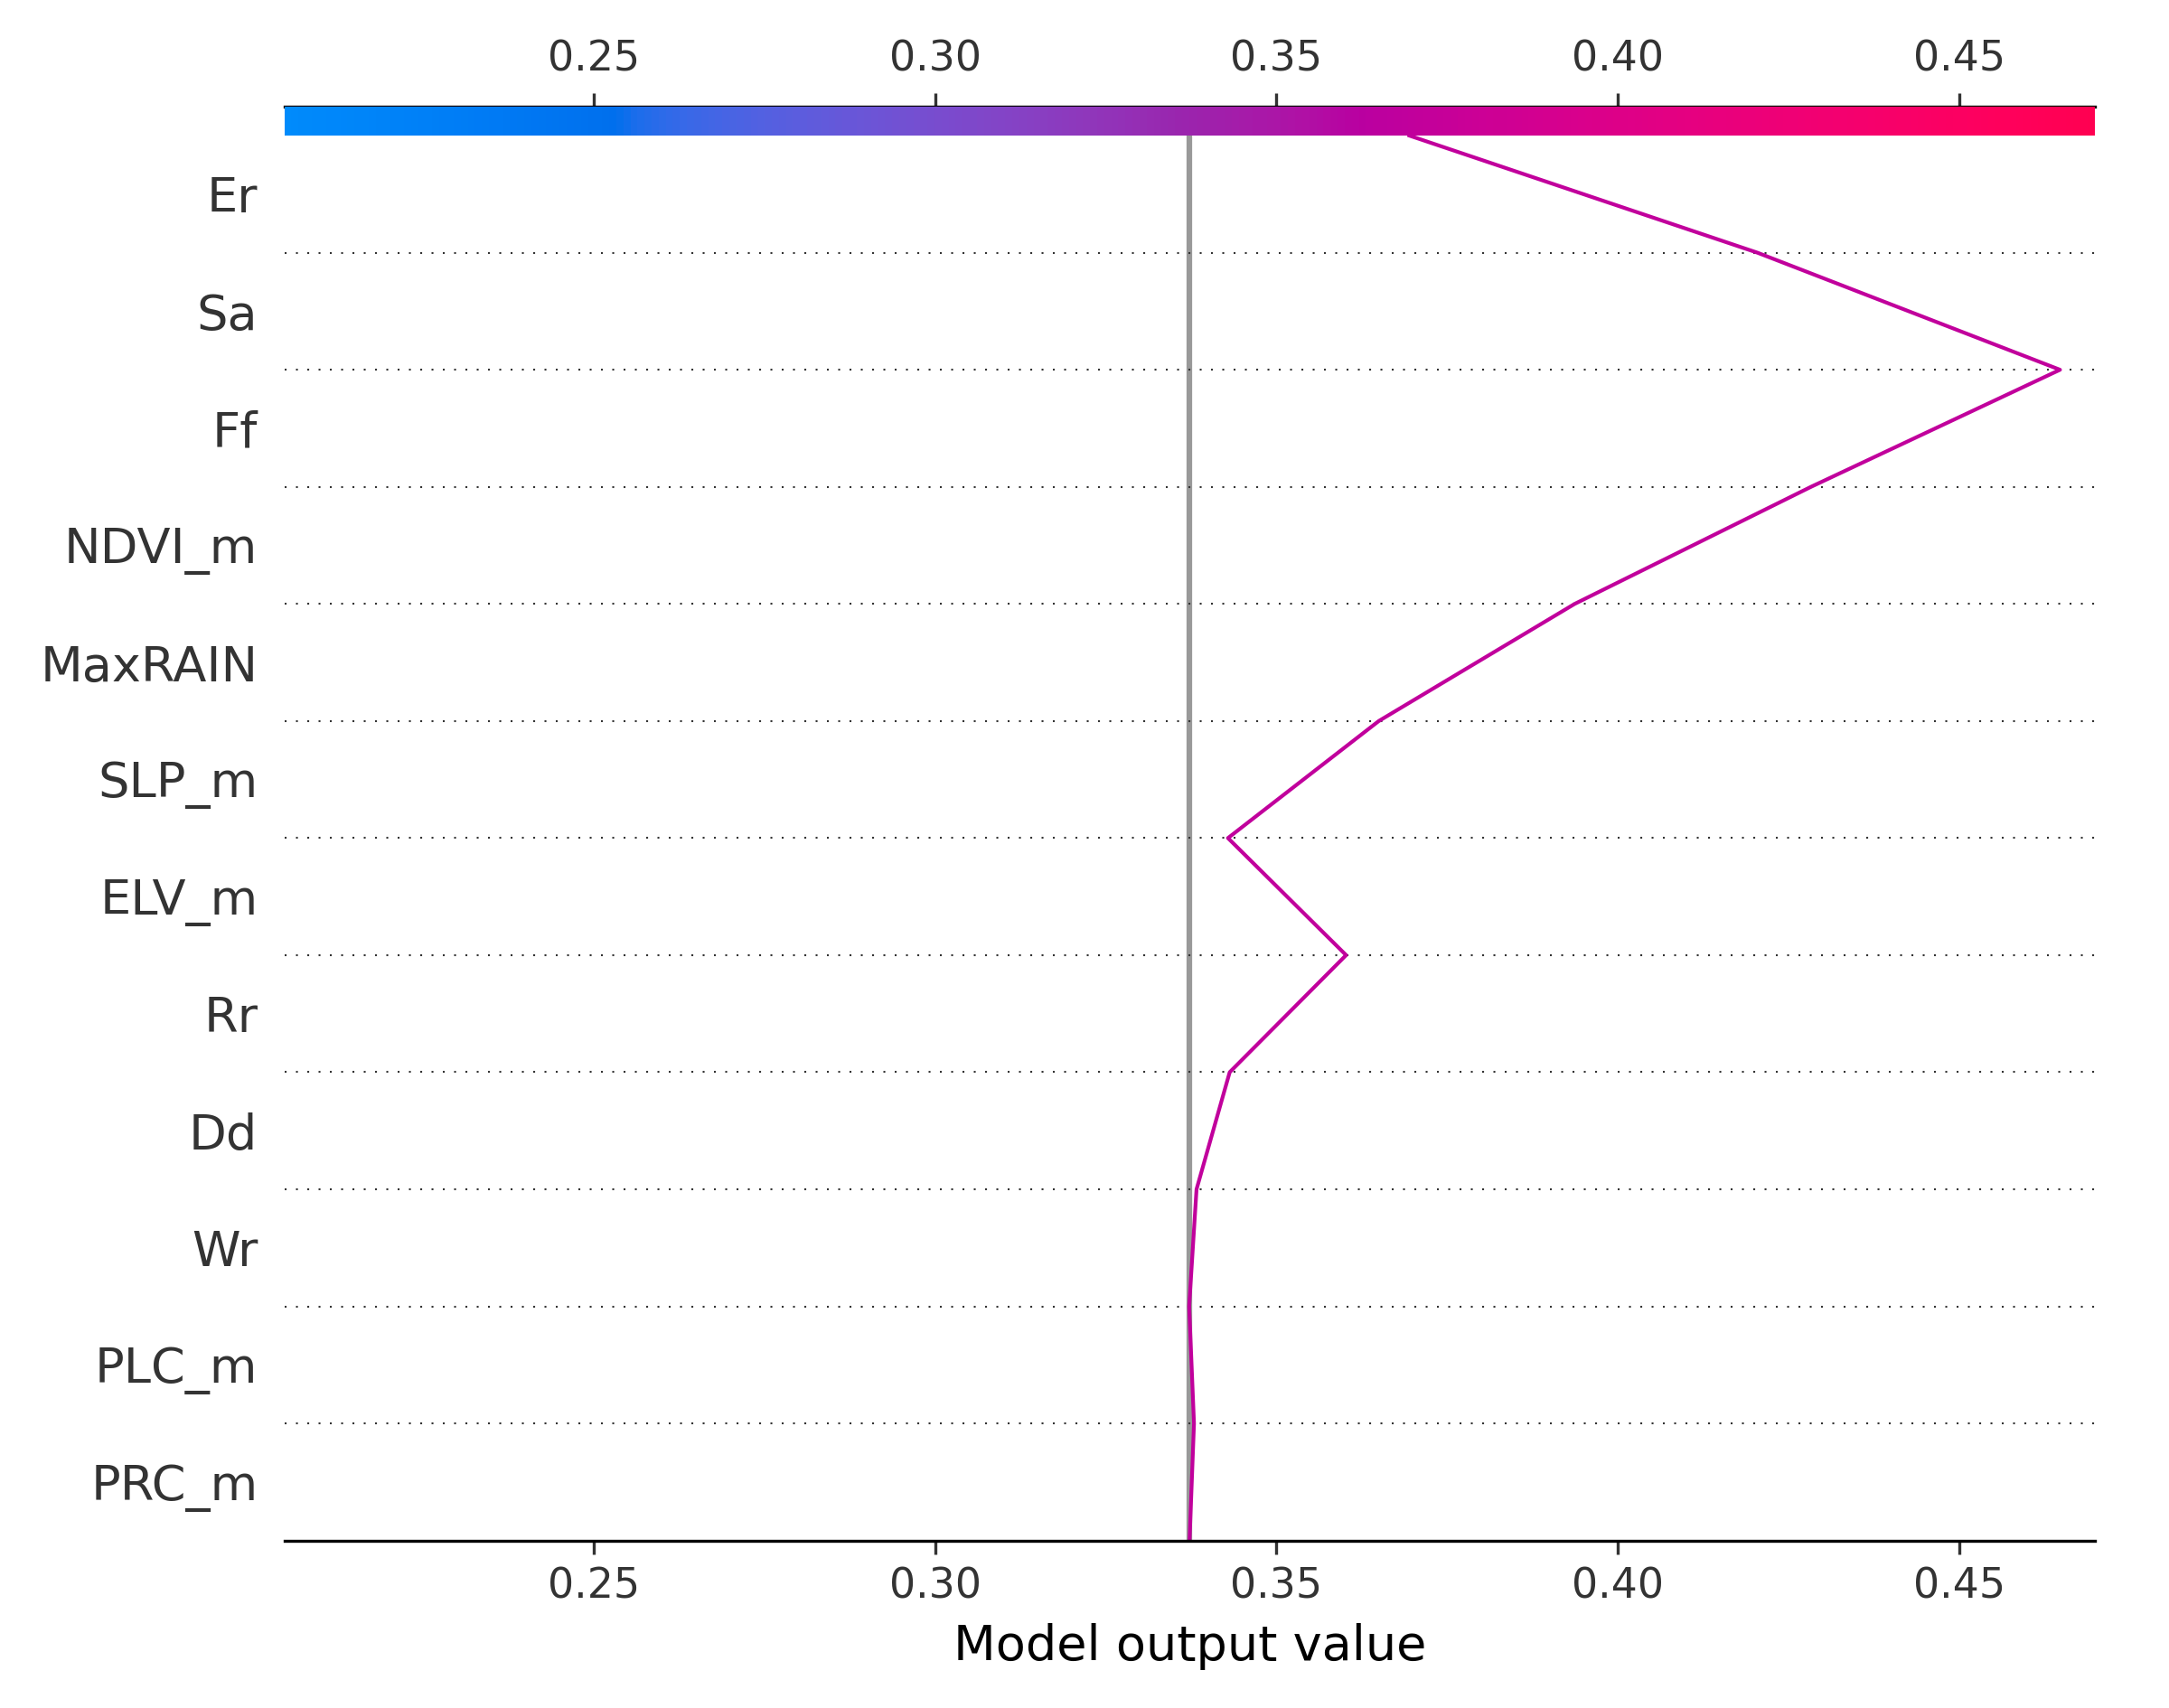 0.25 0.30 0.35 0.40 0.45
Er
Sa
Ff
NDVI_m
MaxRAIN
SLP_m
ELV_m
Rr
Dd
Wr
PLC_m
PRC_m
0.25 0.30 0.35 0.40 0.45
Model output value